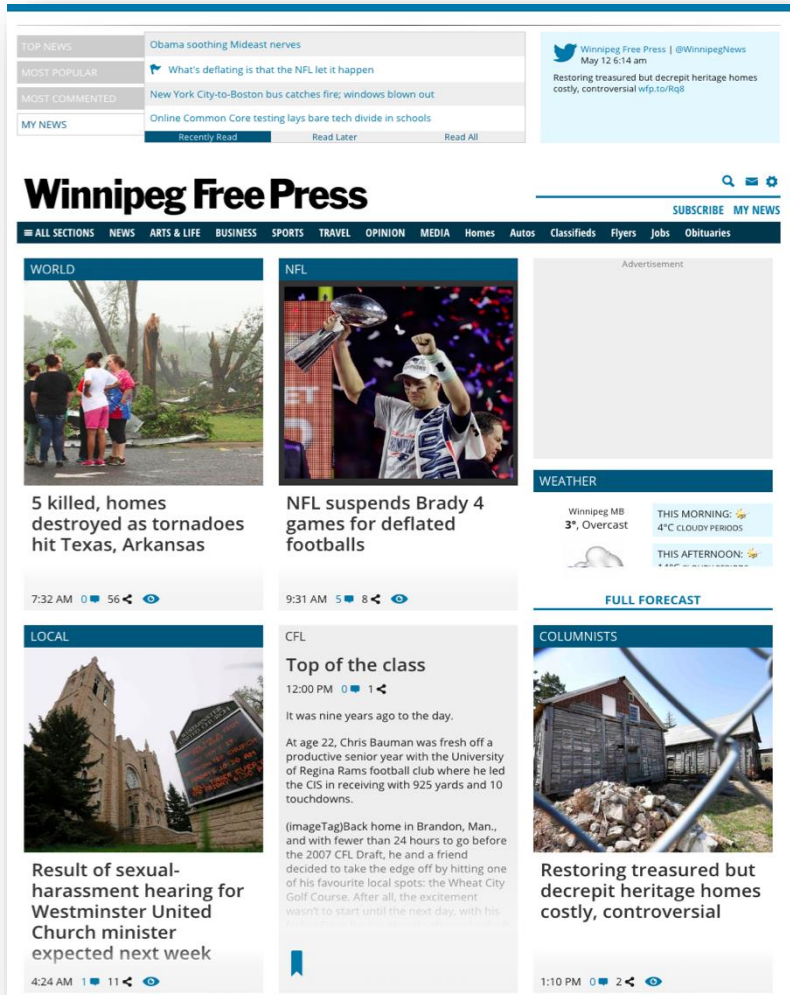 TOP NEWS
MOST POPULAR
MOST COMMENTED
MY NEWS
Obama soothing Mideast nerves
What's deflating is that the NFL let it happen
New York City-to-Boston bus catches fire; windows blown out
Online Common Core testing lays bare tech divide in schools
Recently Read Read Later Read All
Winnipeg Free Press | @WinnipegNews
May 12 6:14 am
Restoring treasured but decrepit heritage homes
costly, controversial wfp.to/Rq8
Winnipeg Free Press
SUBSCRIBE MY NEWS
ALL SECTIONS NEWS ARTS & LIFE BUSINESS SPORTS TRAVEL OPINION MEDIA Homes Autos Classifieds Flyers Jobs Obituaries
WORLD
5 killed, homes
destroyed as tornadoes
hit Texas, Arkansas
7:32 AM 0 56
NFL
CHAMPIONS
NFL suspends Brady 4
games for deflated
footballs
9:31 AM 5 8
Advertisement
WEATHER
Winnipeg MB
3°, Overcast
THIS MORNING:
4°C CLOUDY PERIODS
THIS AFTERNOON:
FULL FORECAST
LOCAL
Result of sexual-
harassment hearing for
Westminster United
Church minister
expected next week
4:24 AM 1 11
CFL
Top of the class
12:00 PM 0 1
It was nine years ago to the day.
At age 22, Chris Bauman was fresh off a
productive senior year with the University
of Regina Rams football club where he led
the CIS in receiving with 925 yards and 10
touchdowns.
(imageTag)Back home in Brandon, Man.,
and with fewer than 24 hours to go before
the 2007 CFL Draft, he and a friend
decided to take the edge off by hitting one
of his favourite local spots: the Wheat City
Golf Course. After all, the excitement
wasn't to start until the next day, with his
COLUMNISTS
Restoring treasured but
decrepit heritage homes
costly, controversial
1:10 PM 0 2